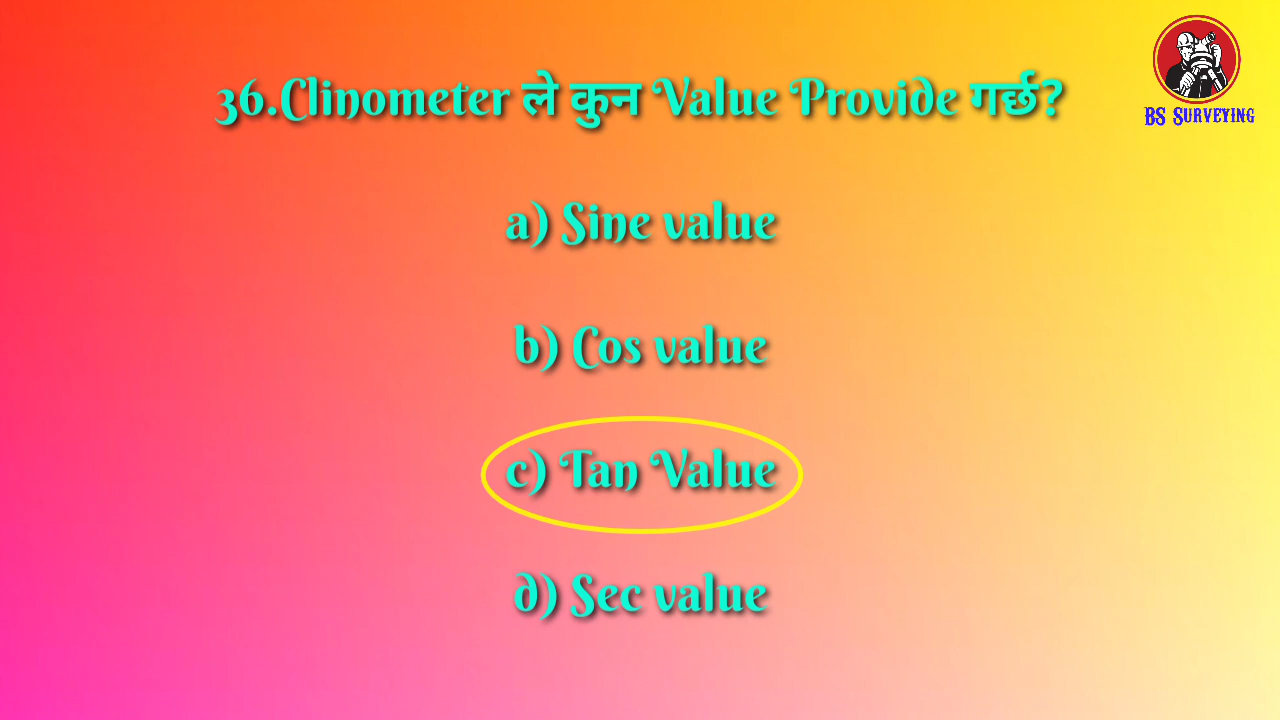 36.Clinometer ले कुन Value Provide गर्छ?
BS SURVEYING
a) Sine value
b) Cos value
c) Tan Value
d) Sec value